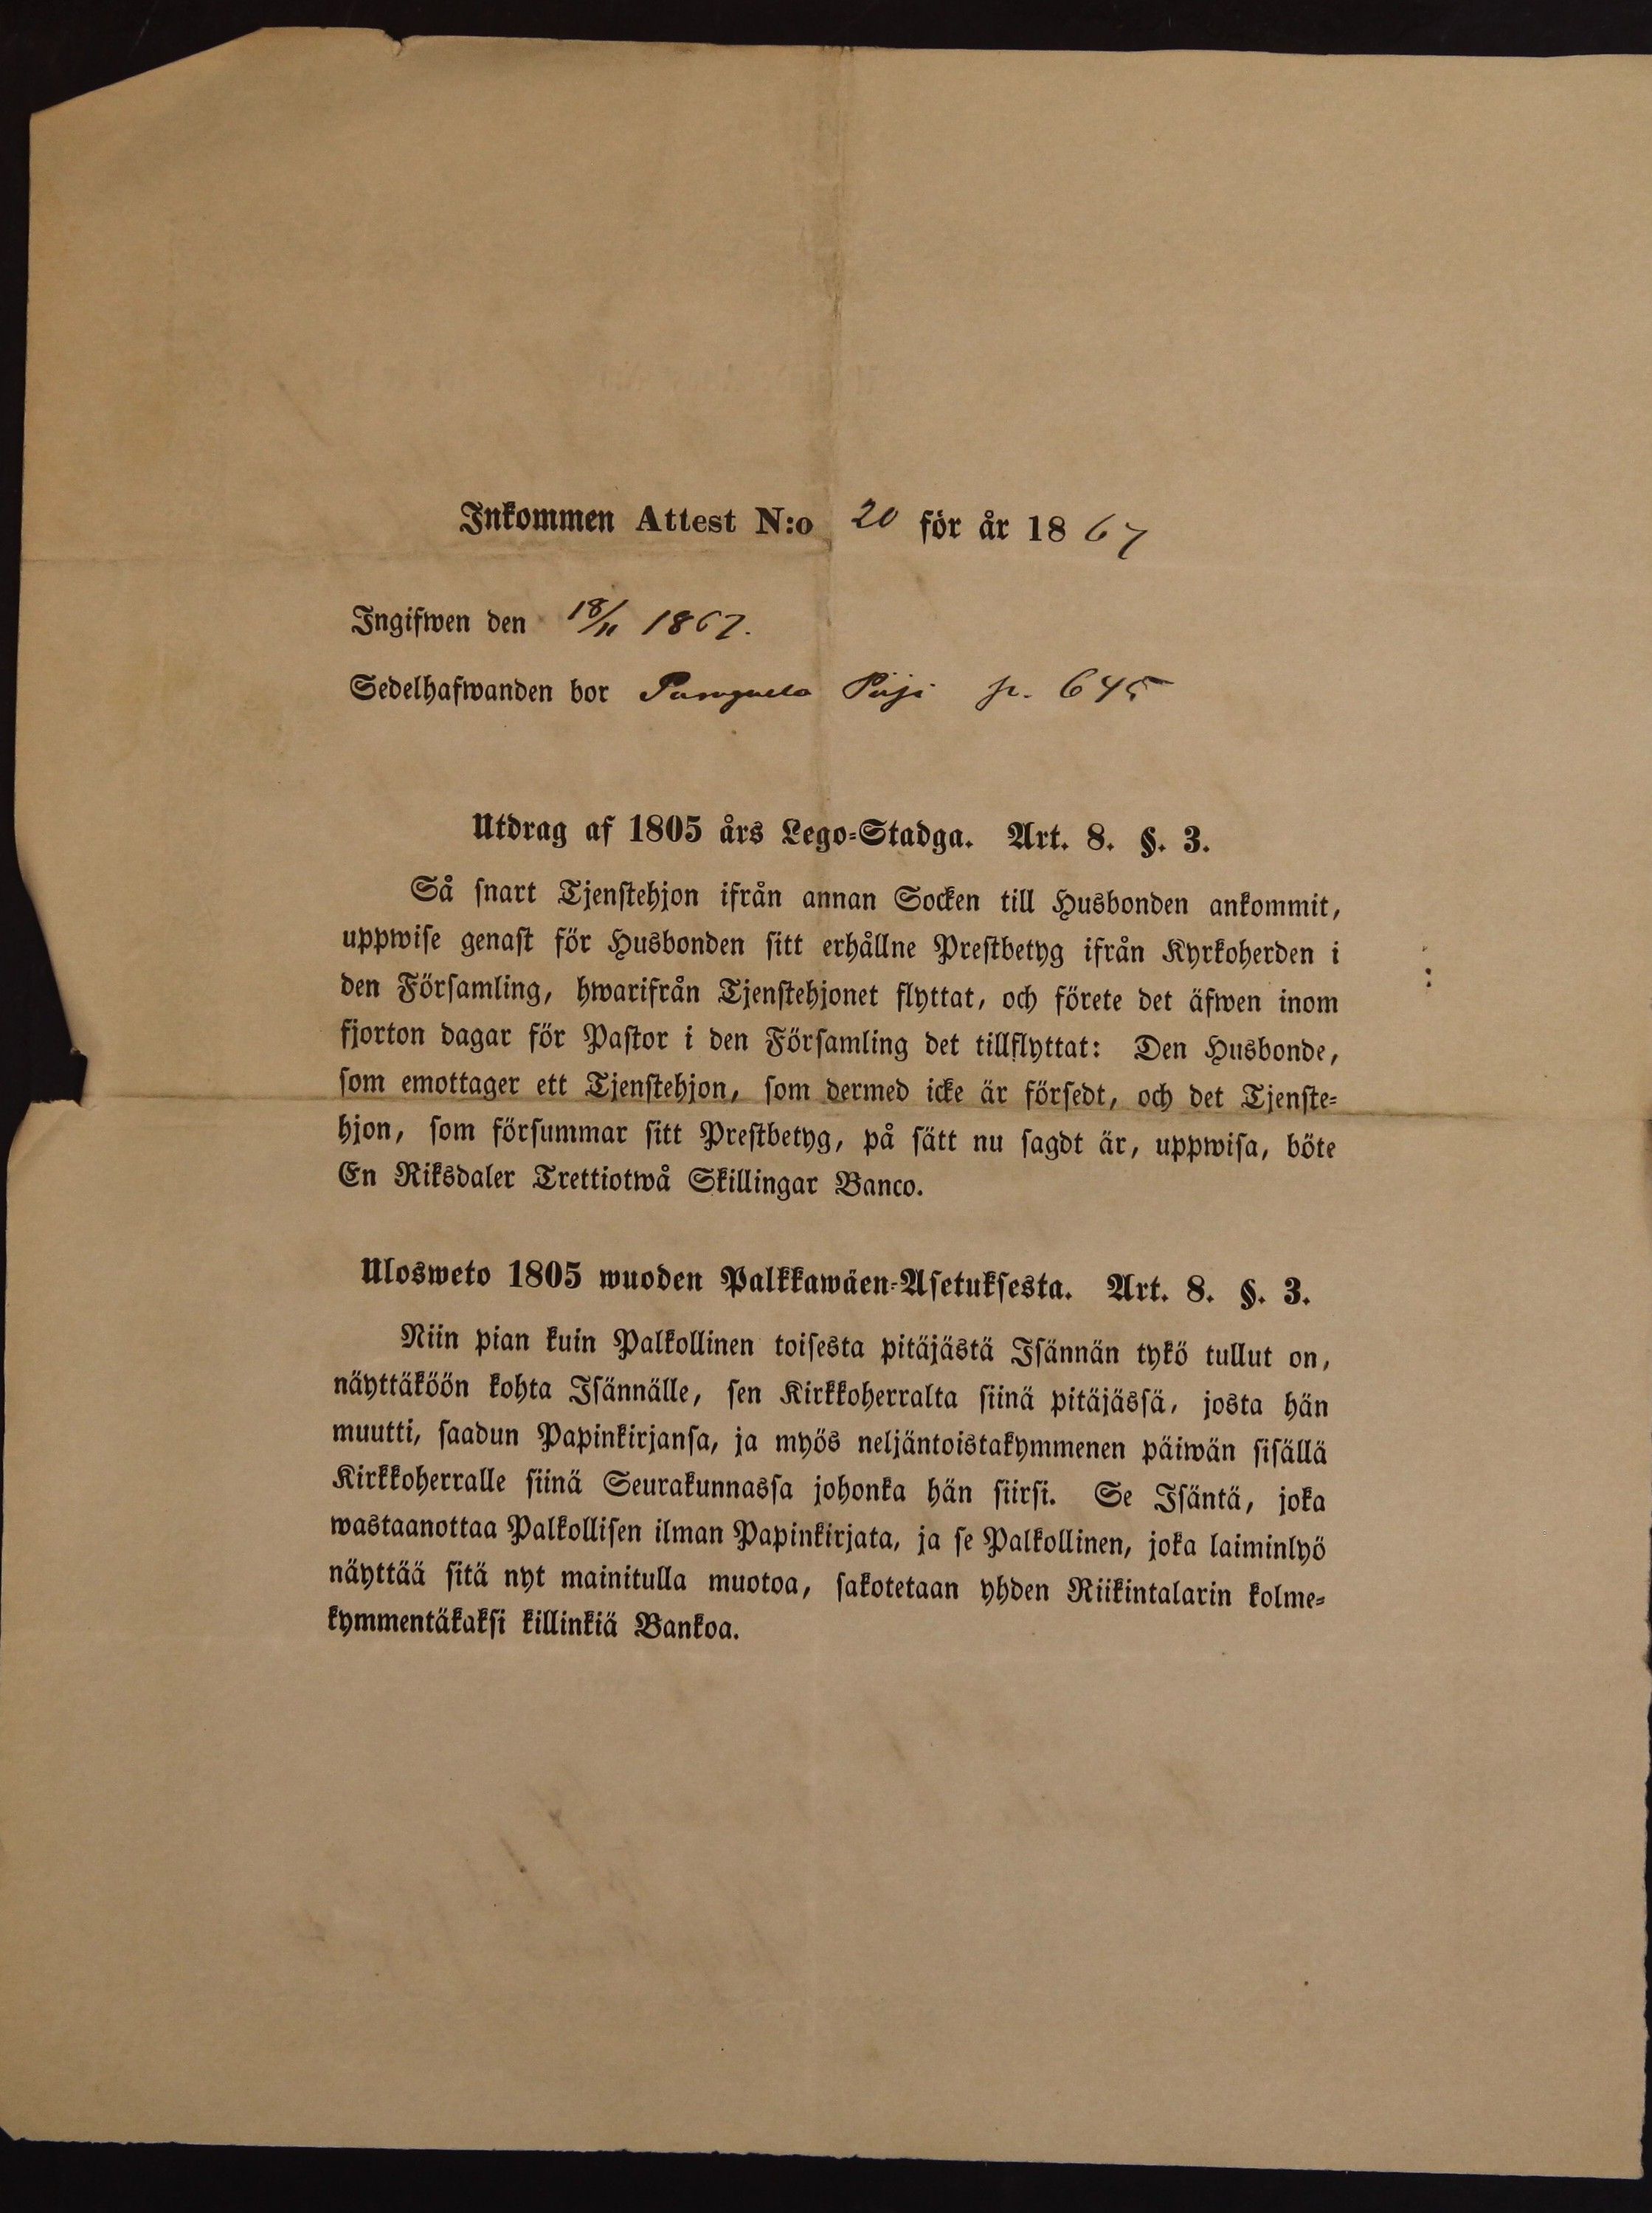 Inkommen Attest N:o 20 för år 1867
Ingifwen den 18/11 1867.
Sedelhafwanden bor Piiji p. 645
Utdrag af 1805 års Lego-Stadga. Art. 8. §. 3.
Så snart Tjenstehjon ifrån annan Socken till Husbonden ankommit,
uppwise genast för Husbonden sitt erhållne Prestbetyg ifrån Kyrkoherden i
den Församling, hwarifrån Tjenstehjonet flyttat, och förete det äfwen inom
fjorton dagar för Pastor i den Församling det tillflyttat: Den Husbonde,
som emottager ett Tjenstehjon, som dermed icke är försedt, och det Tjenste-
hjon, som försummar sitt Prestbetyg, på sätt nu sagdt är, uppwisa, böte
En Riksdaler Trettiotwå Skillingar Banco.
Ulosweto 1805 wuoden Palkkawäen-Asetuksesta. Art. 8. §. 3.
Niin pian kuin Palkollinen toisesta pitäjästä Isännän tykö tullut on,
näyttäköön kohta Isännälle, sen Kirkkoherralta siinä pitäjässä, josta hän
muutti, saadun Papinkirjansa, ja myös neljäntoistakymmenen päiwän sisällä
Kirkkoherralle siinä Seurakunnassa johonka hän siirsi. Se Isäntä, joka
wastaanottaa Palkollisen ilman Papinkirjata, ja se Palkollinen, joka laiminlyö
näyttää sitä nyt mainitulla muotoa, sakotetaan yhden Riikintalarin kolme-
kymmentäkaksi killinkiä Bankoa.